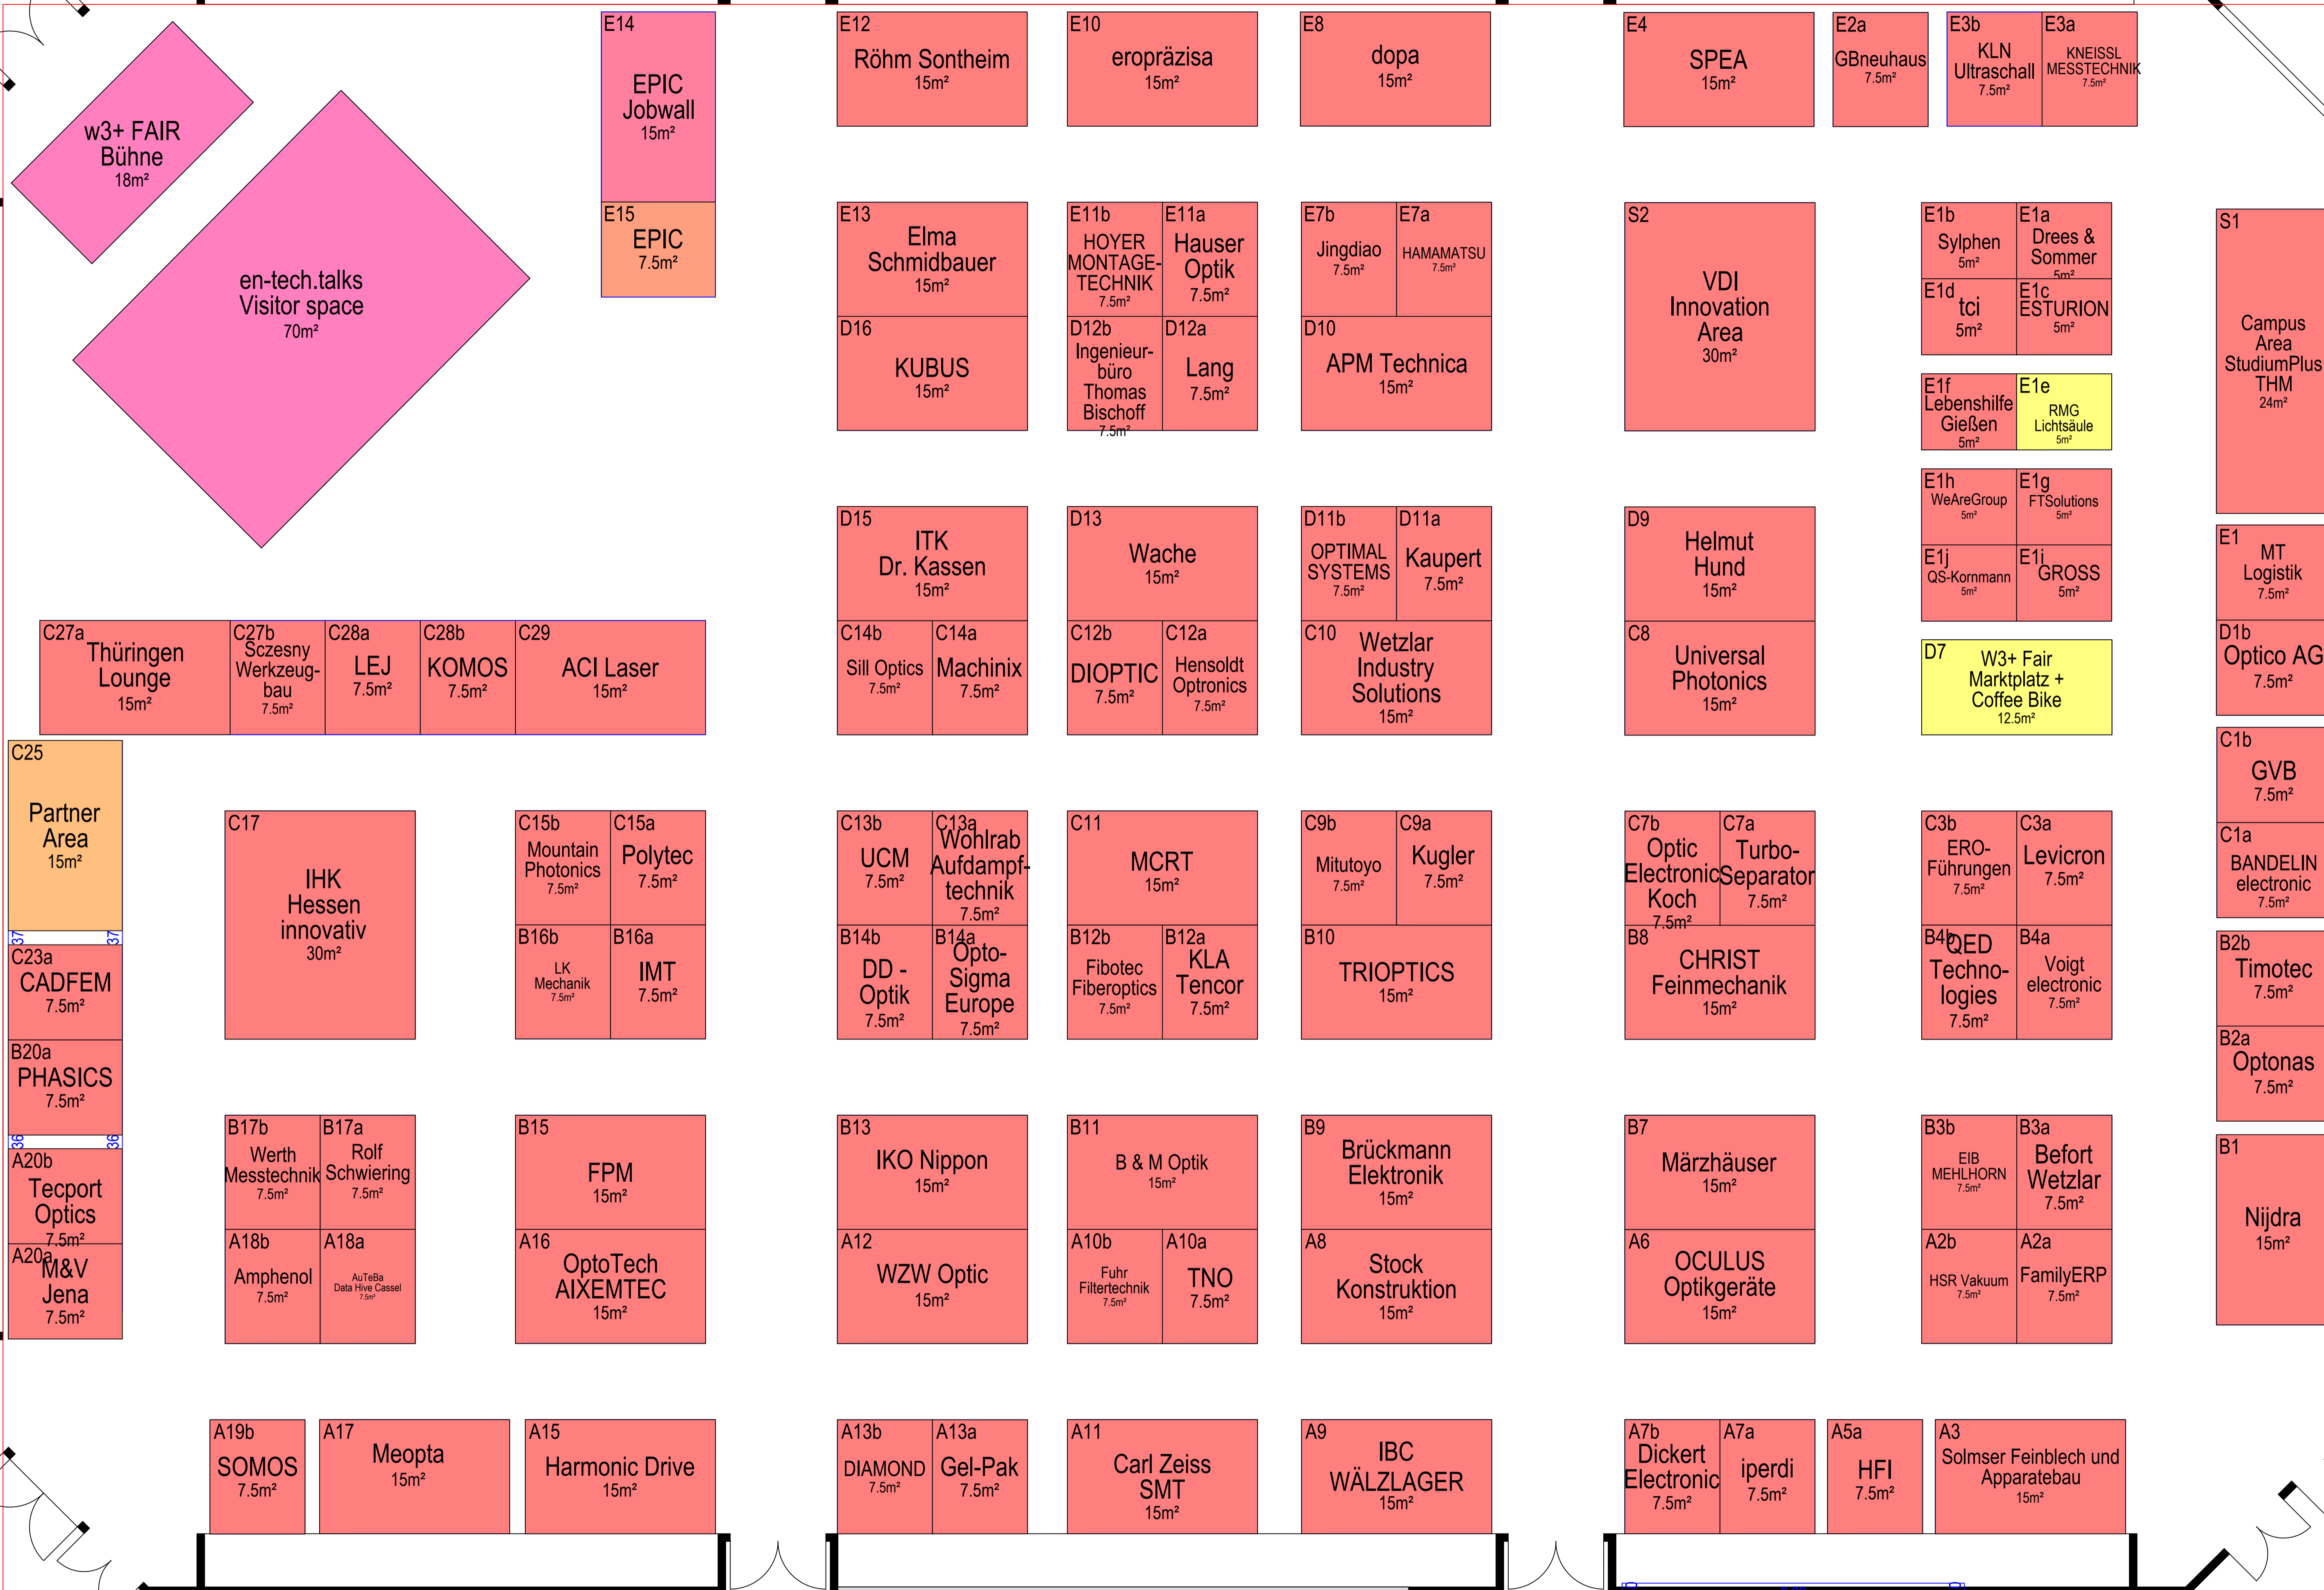 E14
EPIC
Jobwall
15m²
E12
Röhm Sontheim
15m²
E10
eropräzisa
15m²
E8
dopa
15m²
E4
SPEA
15m²
E2a
GBneuhaus
7.5m²
E3b
KLN
Ultraschall
7.5m²
E3a
KNEISSL
MESSTECHNIK
7.5m²
w3+ FAIR
Bühne
18m²
en-tech.talks
Visitor space
70m²
E15
EPIC
7.5m²
E13
Elma
Schmidbauer
15m²
E11b
HOYER
MONTAGE-
TECHNIK
7.5m²
E11a
Hauser
Optik
7.5m²
E7b
Jingdiao
7.5m²
E7a
HAMAMATSU
7.5m²
S2
VDI
Innovation
Area
30m²
E1b
Sylphen
5m²
E1a
Drees &
Sommer
5m²
S1
Campus
Area
StudiumPlus
THM
24m²
E1d
tci
5m²
E1c
ESTURION
5m²
D16
KUBUS
15m²
D12b
Ingenieur-
büro
Thomas
Bischoff
7.5m²
D12a
Lang
7.5m²
D10
APM Technica
15m²
E1f
Lebenshilfe
Gießen
5m²
E1e
RMG
Lichtsäule
5m²
E1h
WeAreGroup
5m²
E1g
FTSolutions
5m²
E1j
QS-Kornmann
5m²
E1i
GROSS
5m²
D15
ITK
Dr. Kassen
15m²
D13
Wache
15m²
D11b
OPTIMAL
SYSTEMS
7.5m²
D11a
Kaupert
7.5m²
D9
Helmut
Hund
15m²
E1
MT
Logistik
7.5m²
C27a
Thüringen
Lounge
15m²
C27b
Sczesny
Werkzeug-
bau
7.5m²
C28a
LEJ
7.5m²
C28b
KOMOS
7.5m²
C29
ACI Laser
15m²
C14b
Sill Optics
7.5m²
C14a
Machinix
7.5m²
C12b
DIOPTIC
7.5m²
C12a
Hensoldt
Optronics
7.5m²
C10
Wetzlar
Industry
Solutions
15m²
C8
Universal
Photonics
15m²
D7
W3+ Fair
Marktplatz +
Coffee Bike
12.5m²
D1b
Optico AG
7.5m²
C25
Partner
Area
15m²
37
37
C17
IHK
Hessen
innovativ
30m²
C15b
Mountain
Photonics
7.5m²
C15a
Polytec
7.5m²
C13b
UCM
7.5m²
C13a
Wohlrab
Aufdampf-
technik
7.5m²
C11
MCRT
15m²
C9b
Mitutoyo
7.5m²
C9a
Kugler
7.5m²
C7b
Optic
Electronic
Koch
7.5m²
C7a
Turbo-
Separator
7.5m²
C3b
ERO-
Führungen
7.5m²
C3a
Levicron
7.5m²
C1b
GVB
7.5m²
C1a
BANDELIN
electronic
7.5m²
C23a
CADFEM
7.5m²
B20a
PHASICS
7.5m²
36
36
B16b
LK
Mechanik
7.5m²
B16a
IMT
7.5m²
B14b
DD -
Optik
7.5m²
B14a
Opto-
Sigma
Europe
7.5m²
B12b
Fibotec
Fiberoptics
7.5m²
B12a
KLA
Tencor
7.5m²
B10
TRIOPTICS
15m²
B8
CHRIST
Feinmechanik
15m²
B4b
QED
Techno-
logies
7.5m²
B4a
Voigt
electronic
7.5m²
B2b
Timotec
7.5m²
B2a
Optonas
7.5m²
A20b
Tecport
Optics
7.5m²
A20a
M&V
Jena
7.5m²
B17b
Werth
Messtechnik
7.5m²
B17a
Rolf
Schwiering
7.5m²
B15
FPM
15m²
B13
IKO Nippon
15m²
B11
B & M Optik
15m²
B9
Brückmann
Elektronik
15m²
B7
Märzhäuser
15m²
B3b
EIB
MEHLHORN
7.5m²
B3a
Befort
Wetzlar
7.5m²
B1
Nijdra
15m²
A18b
Amphenol
7.5m²
A18a
AuTeBa
Data Hive Cassel
7.5m²
A16
OptoTech
AIXEMTEC
15m²
A12
WZW Optic
15m²
A10b
Fuhr
Filtertechnik
7.5m²
A10a
TNO
7.5m²
A8
Stock
Konstruktion
15m²
A6
OCULUS
Optikgeräte
15m²
A2b
HSR Vakuum
7.5m²
A2a
FamilyERP
7.5m²
A19b
SOMOS
7.5m²
A17
Meopta
15m²
A15
Harmonic Drive
15m²
A13b
DIAMOND
7.5m²
A13a
Gel-Pak
7.5m²
A11
Carl Zeiss
SMT
15m²
A9
IBC
WÄLZLAGER
15m²
A7b
Dickert
Electronic
7.5m²
A7a
iperdi
7.5m²
A5a
HFI
7.5m²
A3
Solmser Feinblech und
Apparatebau
15m²